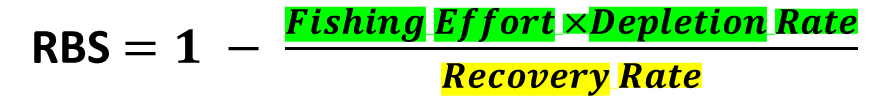 RBS = 1 − Fishing Effort × Depletion Rate
Recovery Rate